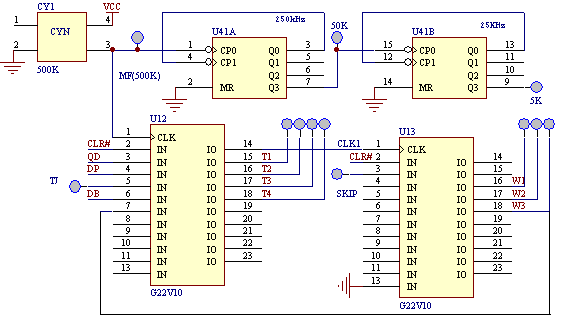 CY1
VCC
1
4
CYN
2
3
500K
MF(500K)
U41A
250kHz
1
CP0
Q0
3
4
CP1
Q1
5
Q2
6
2
MR
Q3
7
50K
U41B
25KHz
15
CP0
Q0
13
12
CP1
Q1
11
Q2
10
14
MR
Q3
9
5K
U12
1
CLK
CLR#
2
IN
IO
14
QD
3
IN
IO
15
T1
DP
4
IN
IO
16
T2
TJ
5
IN
IO
17
T3
DB
6
IN
IO
18
T4
7
IN
IO
19
8
IN
IO
20
9
IN
IO
21
10
IN
IO
22
11
IN
IO
23
13
IN
G22V10
U13
CLK1
1
CLK
CLR#
2
IN
IO
14
SKIP
3
IN
IO
15
4
IN
IO
16
W1
5
IN
IO
17
W2
6
IN
IO
18
W3
7
IN
IO
19
8
IN
IO
20
9
IN
IO
21
10
IN
IO
22
11
IN
IO
23
13
IN
G22V10